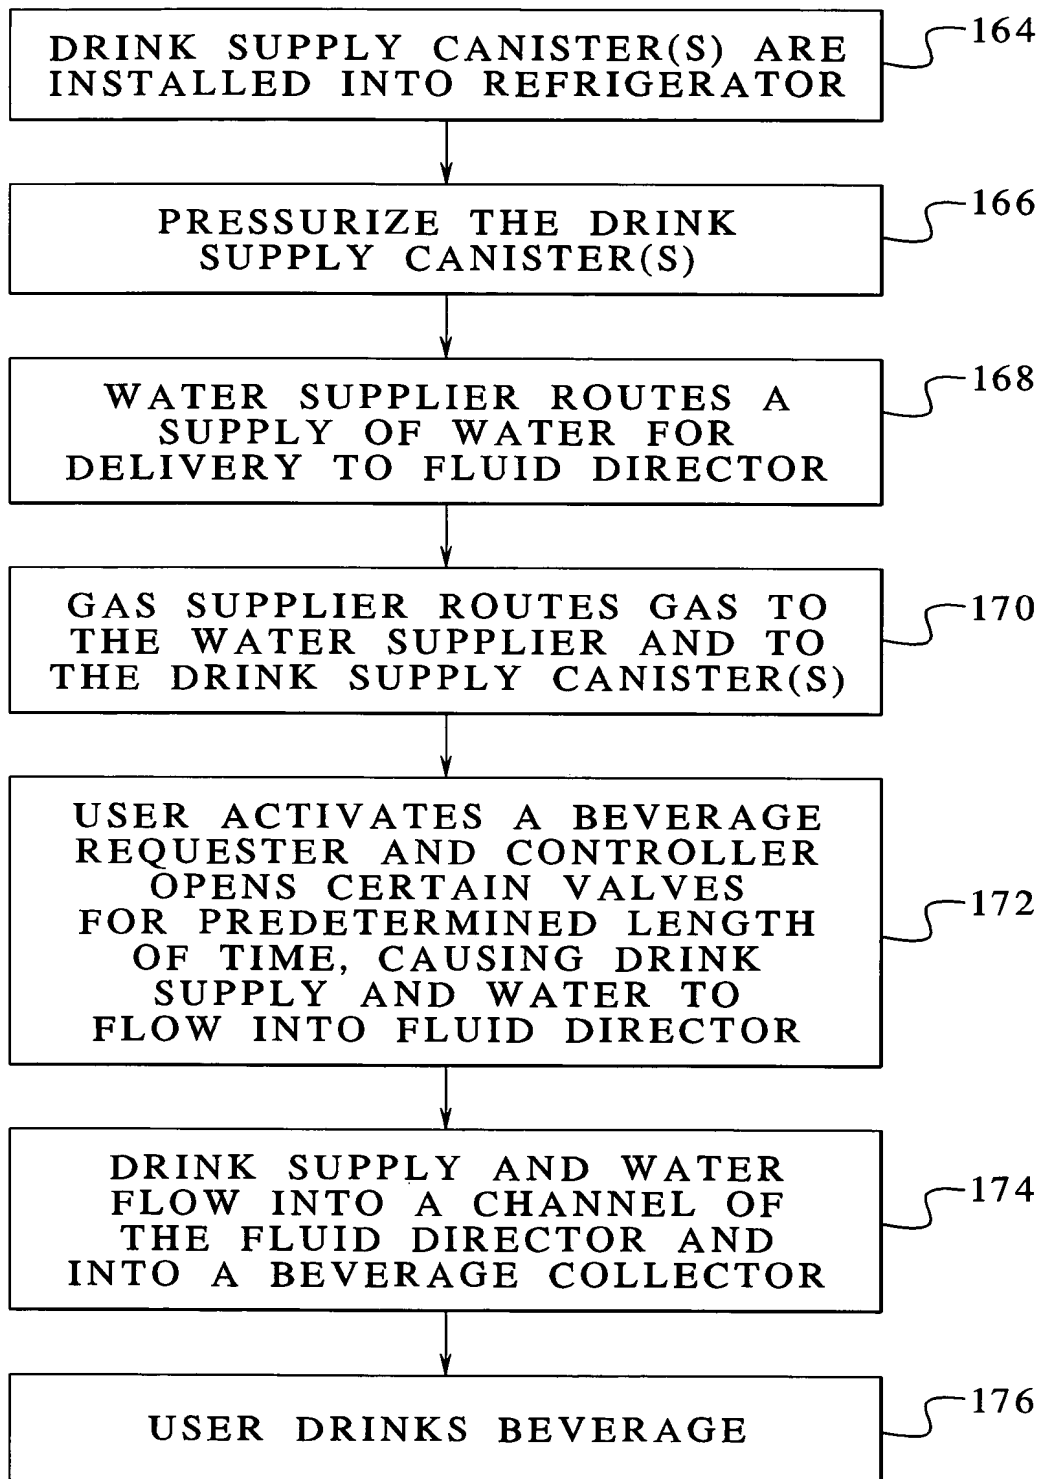 DRINK SUPPLY CANISTER(S) ARE
INSTALLED INTO REFRIGERATOR
164
PRESSURIZE THE DRINK
SUPPLY CANISTER(S)
166
WATER SUPPLIER ROUTES A
SUPPLY OF WATER FOR
DELIVERY TO FLUID DIRECTOR
168
GAS SUPPLIER ROUTES GAS TO
THE WATER SUPPLIER AND TO
THE DRINK SUPPLY CANISTER(S)
170
USER ACTIVATES A BEVERAGE
REQUESTER AND CONTROLLER
OPENS CERTAIN VALVES
FOR PREDETERMINED LENGTH
OF TIME, CAUSING DRINK
SUPPLY AND WATER TO
FLOW INTO FLUID DIRECTOR
172
DRINK SUPPLY AND WATER
FLOW INTO A CHANNEL OF
THE FLUID DIRECTOR AND
INTO A BEVERAGE COLLECTOR
174
USER DRINKS BEVERAGE
176